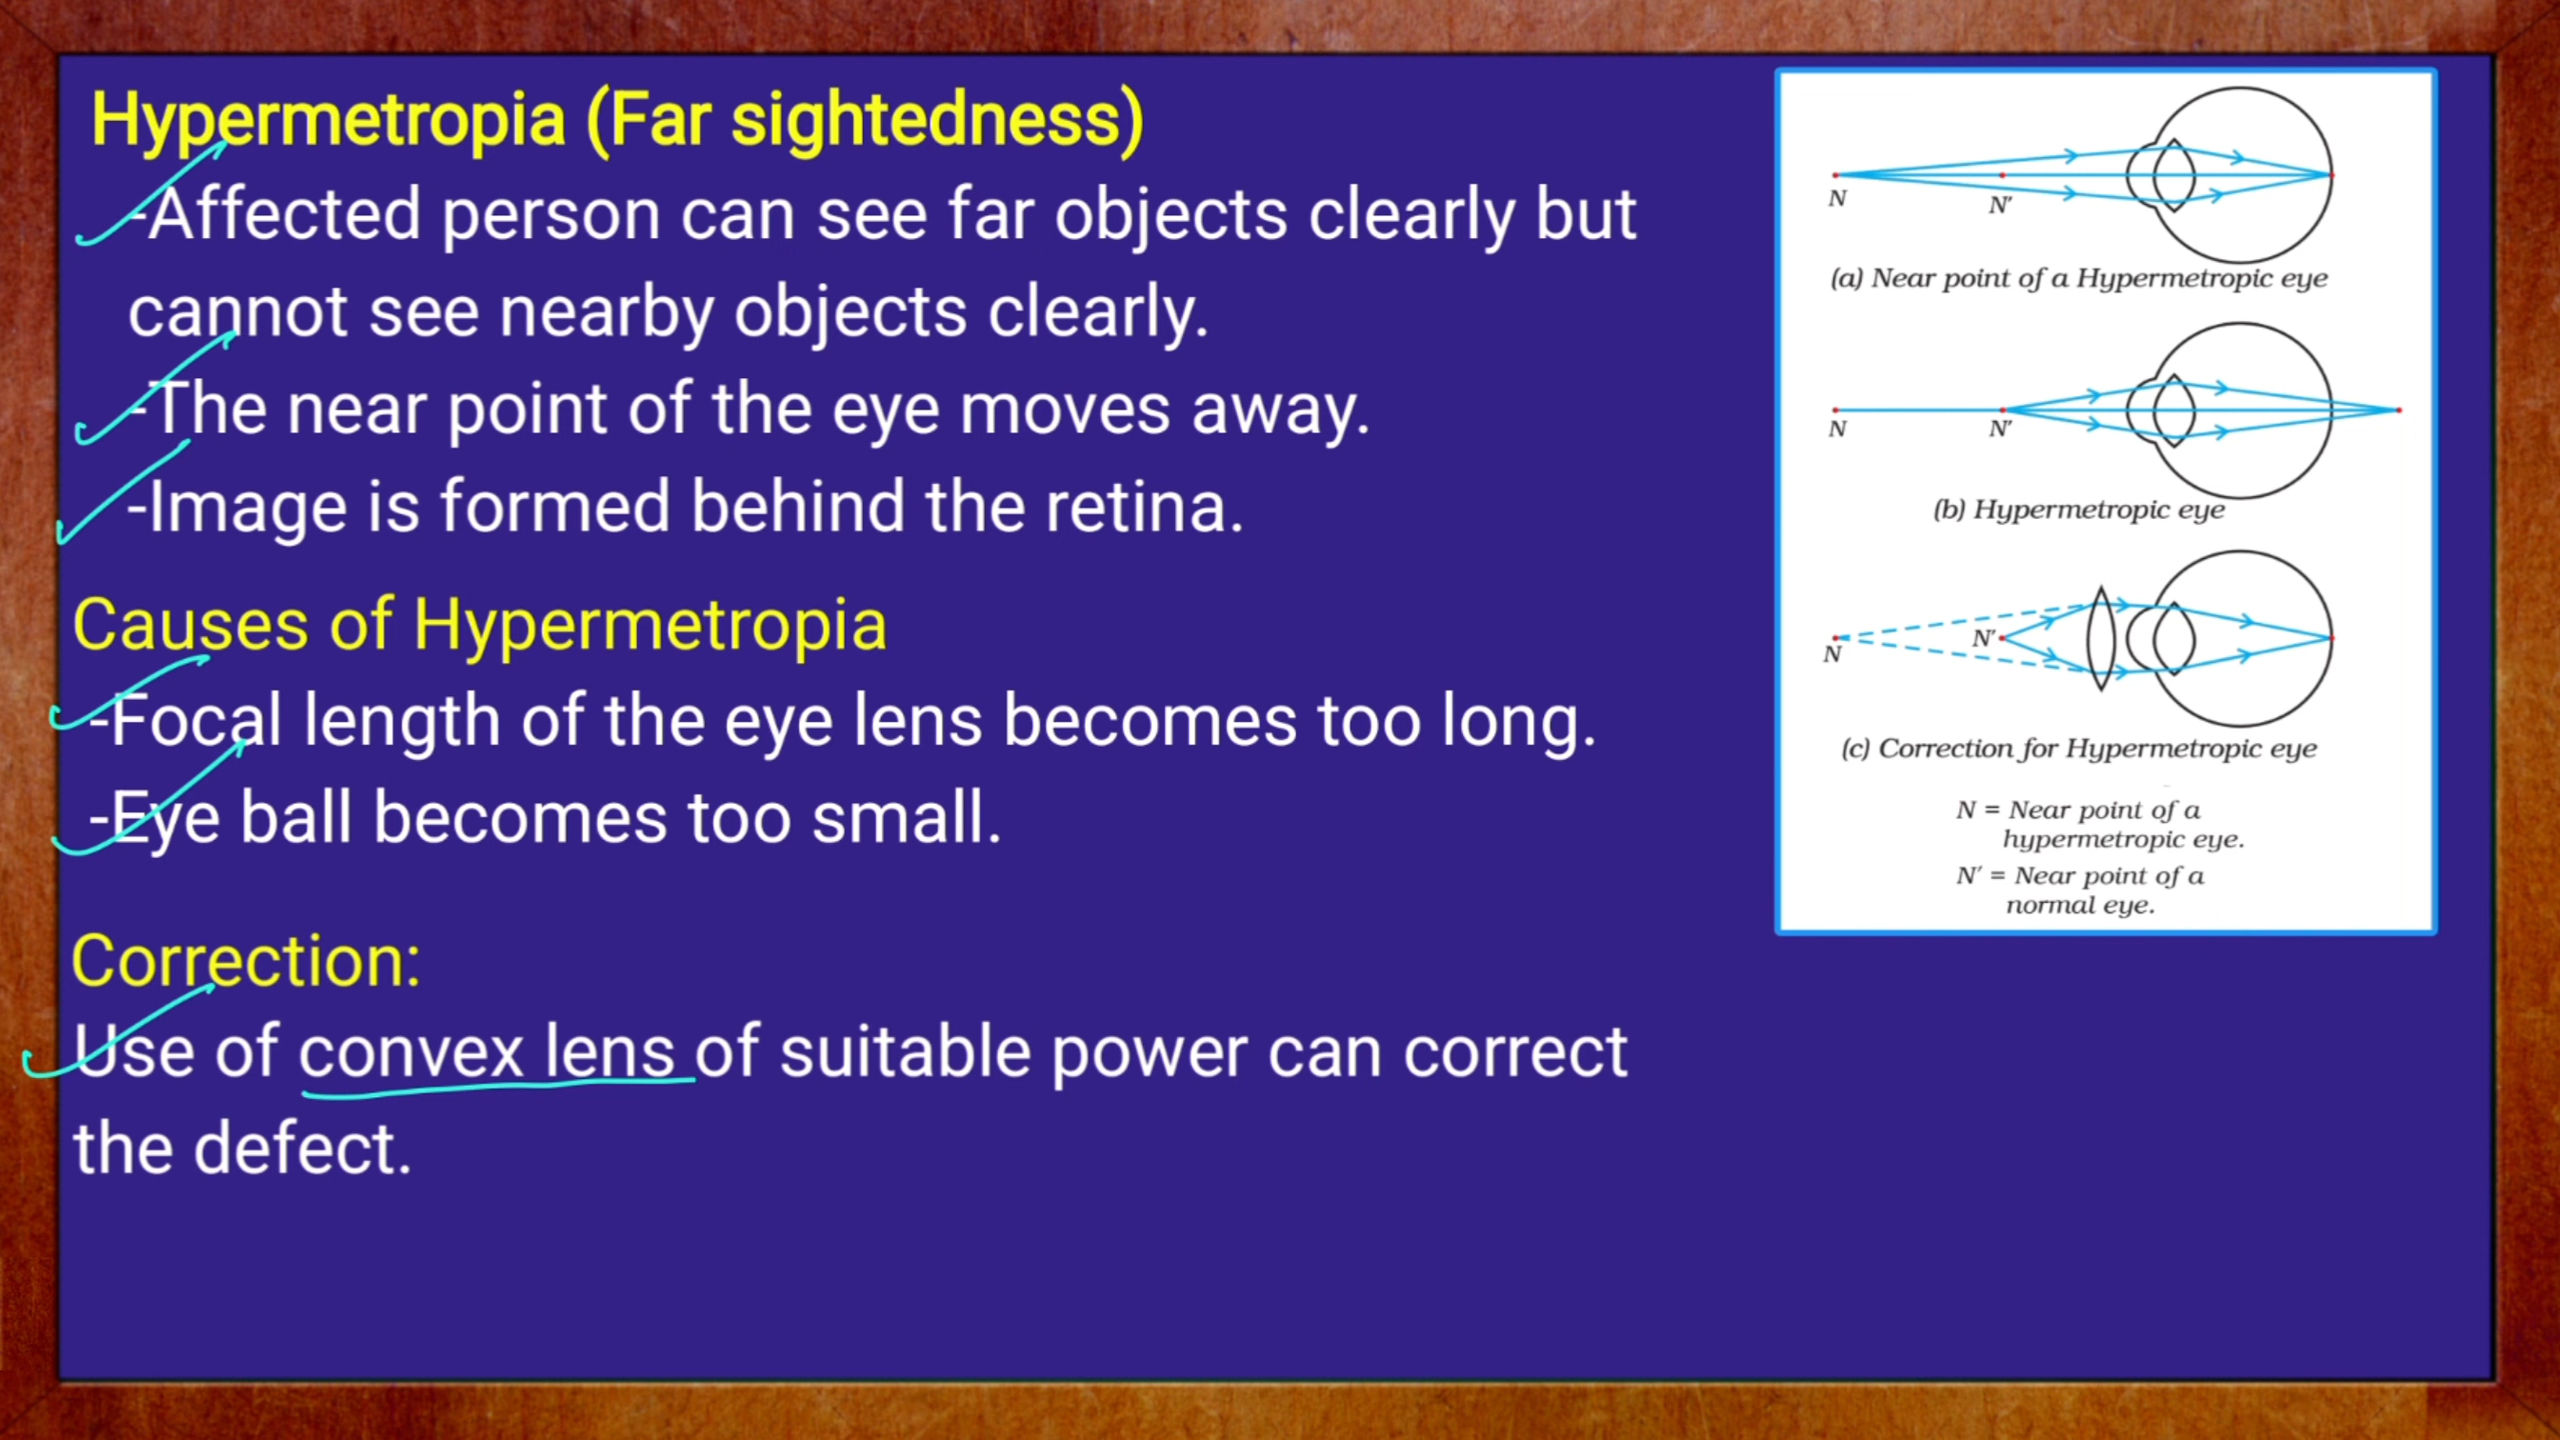 Hypermetropia (Far sightedness)
-Affected person can see far objects clearly but
cannot see nearby objects clearly.
-The near point of the eye moves away.
-Image is formed behind the retina.
Causes of Hypermetropia
-Focal length of the eye lens becomes too long.
-Eye ball becomes too small.
Correction:
Use of convex lens of suitable power can correct
the defect.
N N'
(a) Near point of a Hypermetropic eye
N N'
(b) Hypermetropic eye
N N'
(c) Correction for Hypermetropic eye
N = Near point of a
hypermetropic eye.
N' = Near point of a
normal eye.